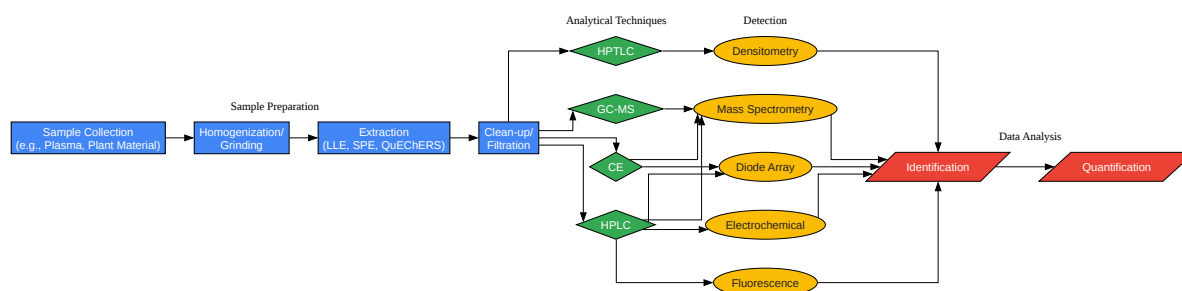 Analytical Techniques
Detection
HPTLC
Densitometry
Sample Preparation
GC-MS
Mass Spectrometry
Data Analysis
Sample Collection
(e.g., Plasma, Plant Material)
Homogenization/
Grinding
Extraction
(LLE, SPE, QuEChERS)
Clean-up/
Filtration
CE
Diode Array
Identification
Quantification
HPLC
Electrochemical
Fluorescence